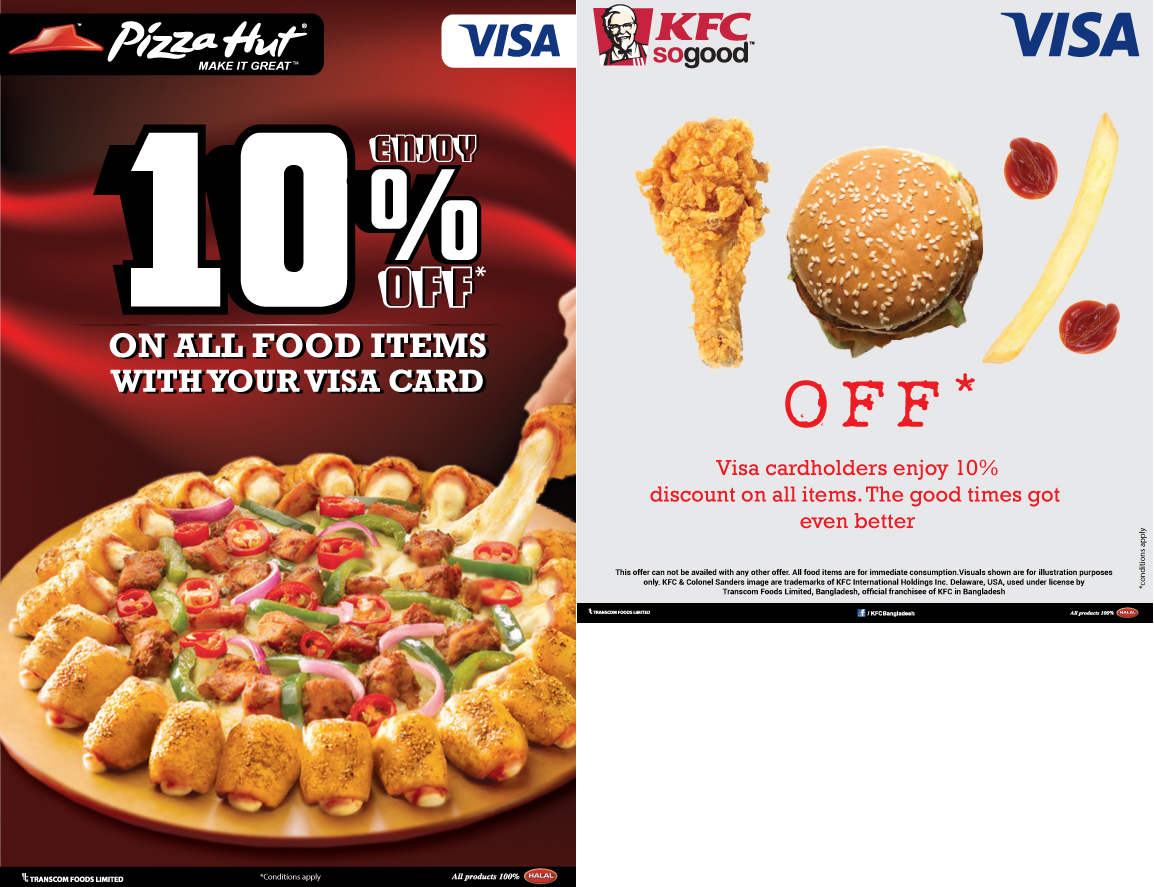 Pizza Hut®
MAKE IT GREAT™
VISA
ENJOY
10%
OFF*
ON ALL FOOD ITEMS
WITH YOUR VISA CARD
TRANSCOM FOODS LIMITED
*Conditions apply
All products 100% HALAL
KFC
sogood™
VISA
OFF*
Visa cardholders enjoy 10%
discount on all items. The good times got
even better
*conditions apply
This offer can not be availed with any other offer. All food items are for immediate consumption.Visuals shown are for illustration purposes
only. KFC & Colonel Sanders image are trademarks of KFC International Holdings Inc. Delaware, USA, used under license by
Transcom Foods Limited, Bangladesh, official franchisee of KFC in Bangladesh
TRANSCOM FOODS LIMITED
f / KFCBangladesh
All products 100% HALAL